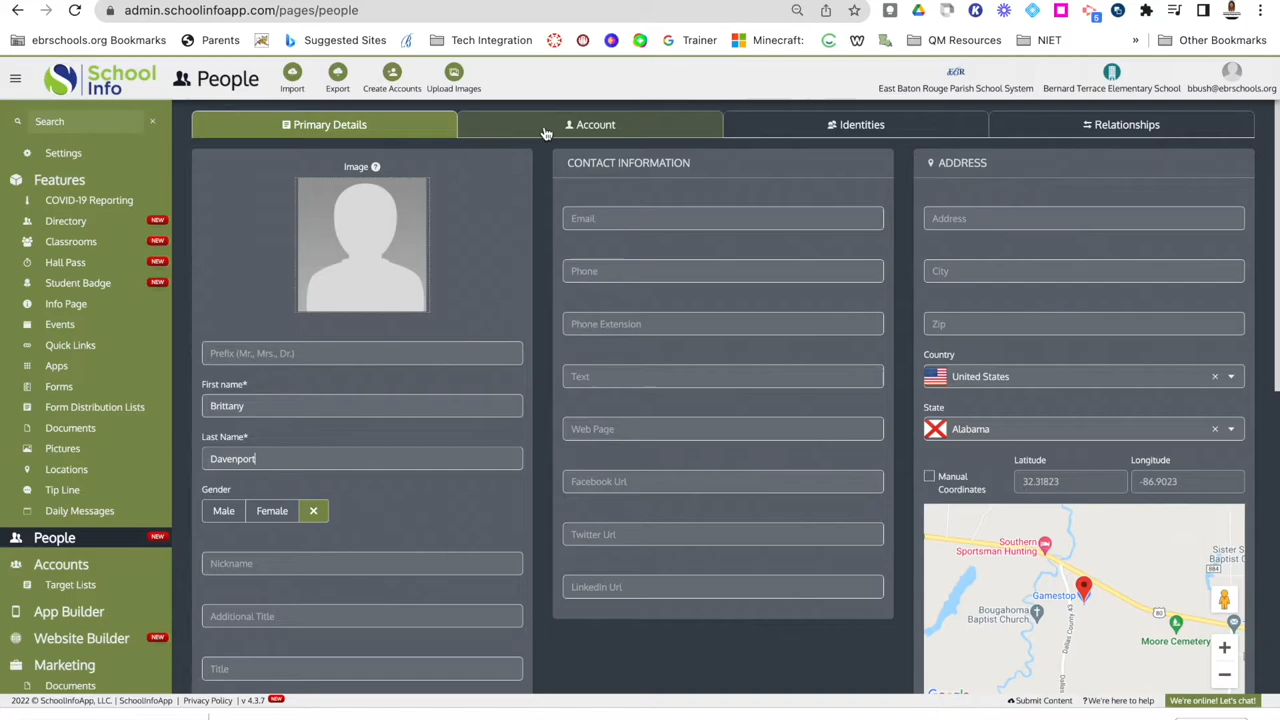 admin.schoolinfoapp.com/pages/people
ebrschools.org Bookmarks Parents Suggested Sites Tech Integration Trainer Minecraft: QM Resources NIET » Other Bookmarks
School Info People Import Export Create Accounts Upload Images East Baton Rouge Parish School System Bernard Terrace Elementary School bbush@ebrschools.org
Search
Settings
Features
COVID-19 Reporting
Directory NEW
Classrooms NEW
Hall Pass NEW
Student Badge NEW
Info Page
Events
Quick Links
Apps
Forms
Form Distribution Lists
Documents
Pictures
Locations
Tip Line
Daily Messages
People NEW
Accounts
Target Lists
App Builder
Website Builder NEW
Marketing
Documents
Primary Details Account Identities Relationships
Image
Prefix (Mr., Mrs., Dr.)
First name*
Brittany
Last Name*
Davenport
Gender
Male Female
Nickname
Additional Title
Title
CONTACT INFORMATION
Email
Phone
Phone Extension
Text
Web Page
Facebook Url
Twitter Url
LinkedIn Url
ADDRESS
Address
City
Zip
Country
United States
State
Alabama
Manual Coordinates
Latitude
32.31823
Longitude
-86.9023
Southern Sportsman Hunting
Gamestop
Bougahoma Baptist Church
Dallas County 43
Sister S
Bapt
884
80
Moore Cemetery
Google
2022 © SchoolInfoApp, LLC. | SchoolInfoApp | Privacy Policy | v 4.3.7 NEW Submit Content ? We're here to help We're online! Let's chat!